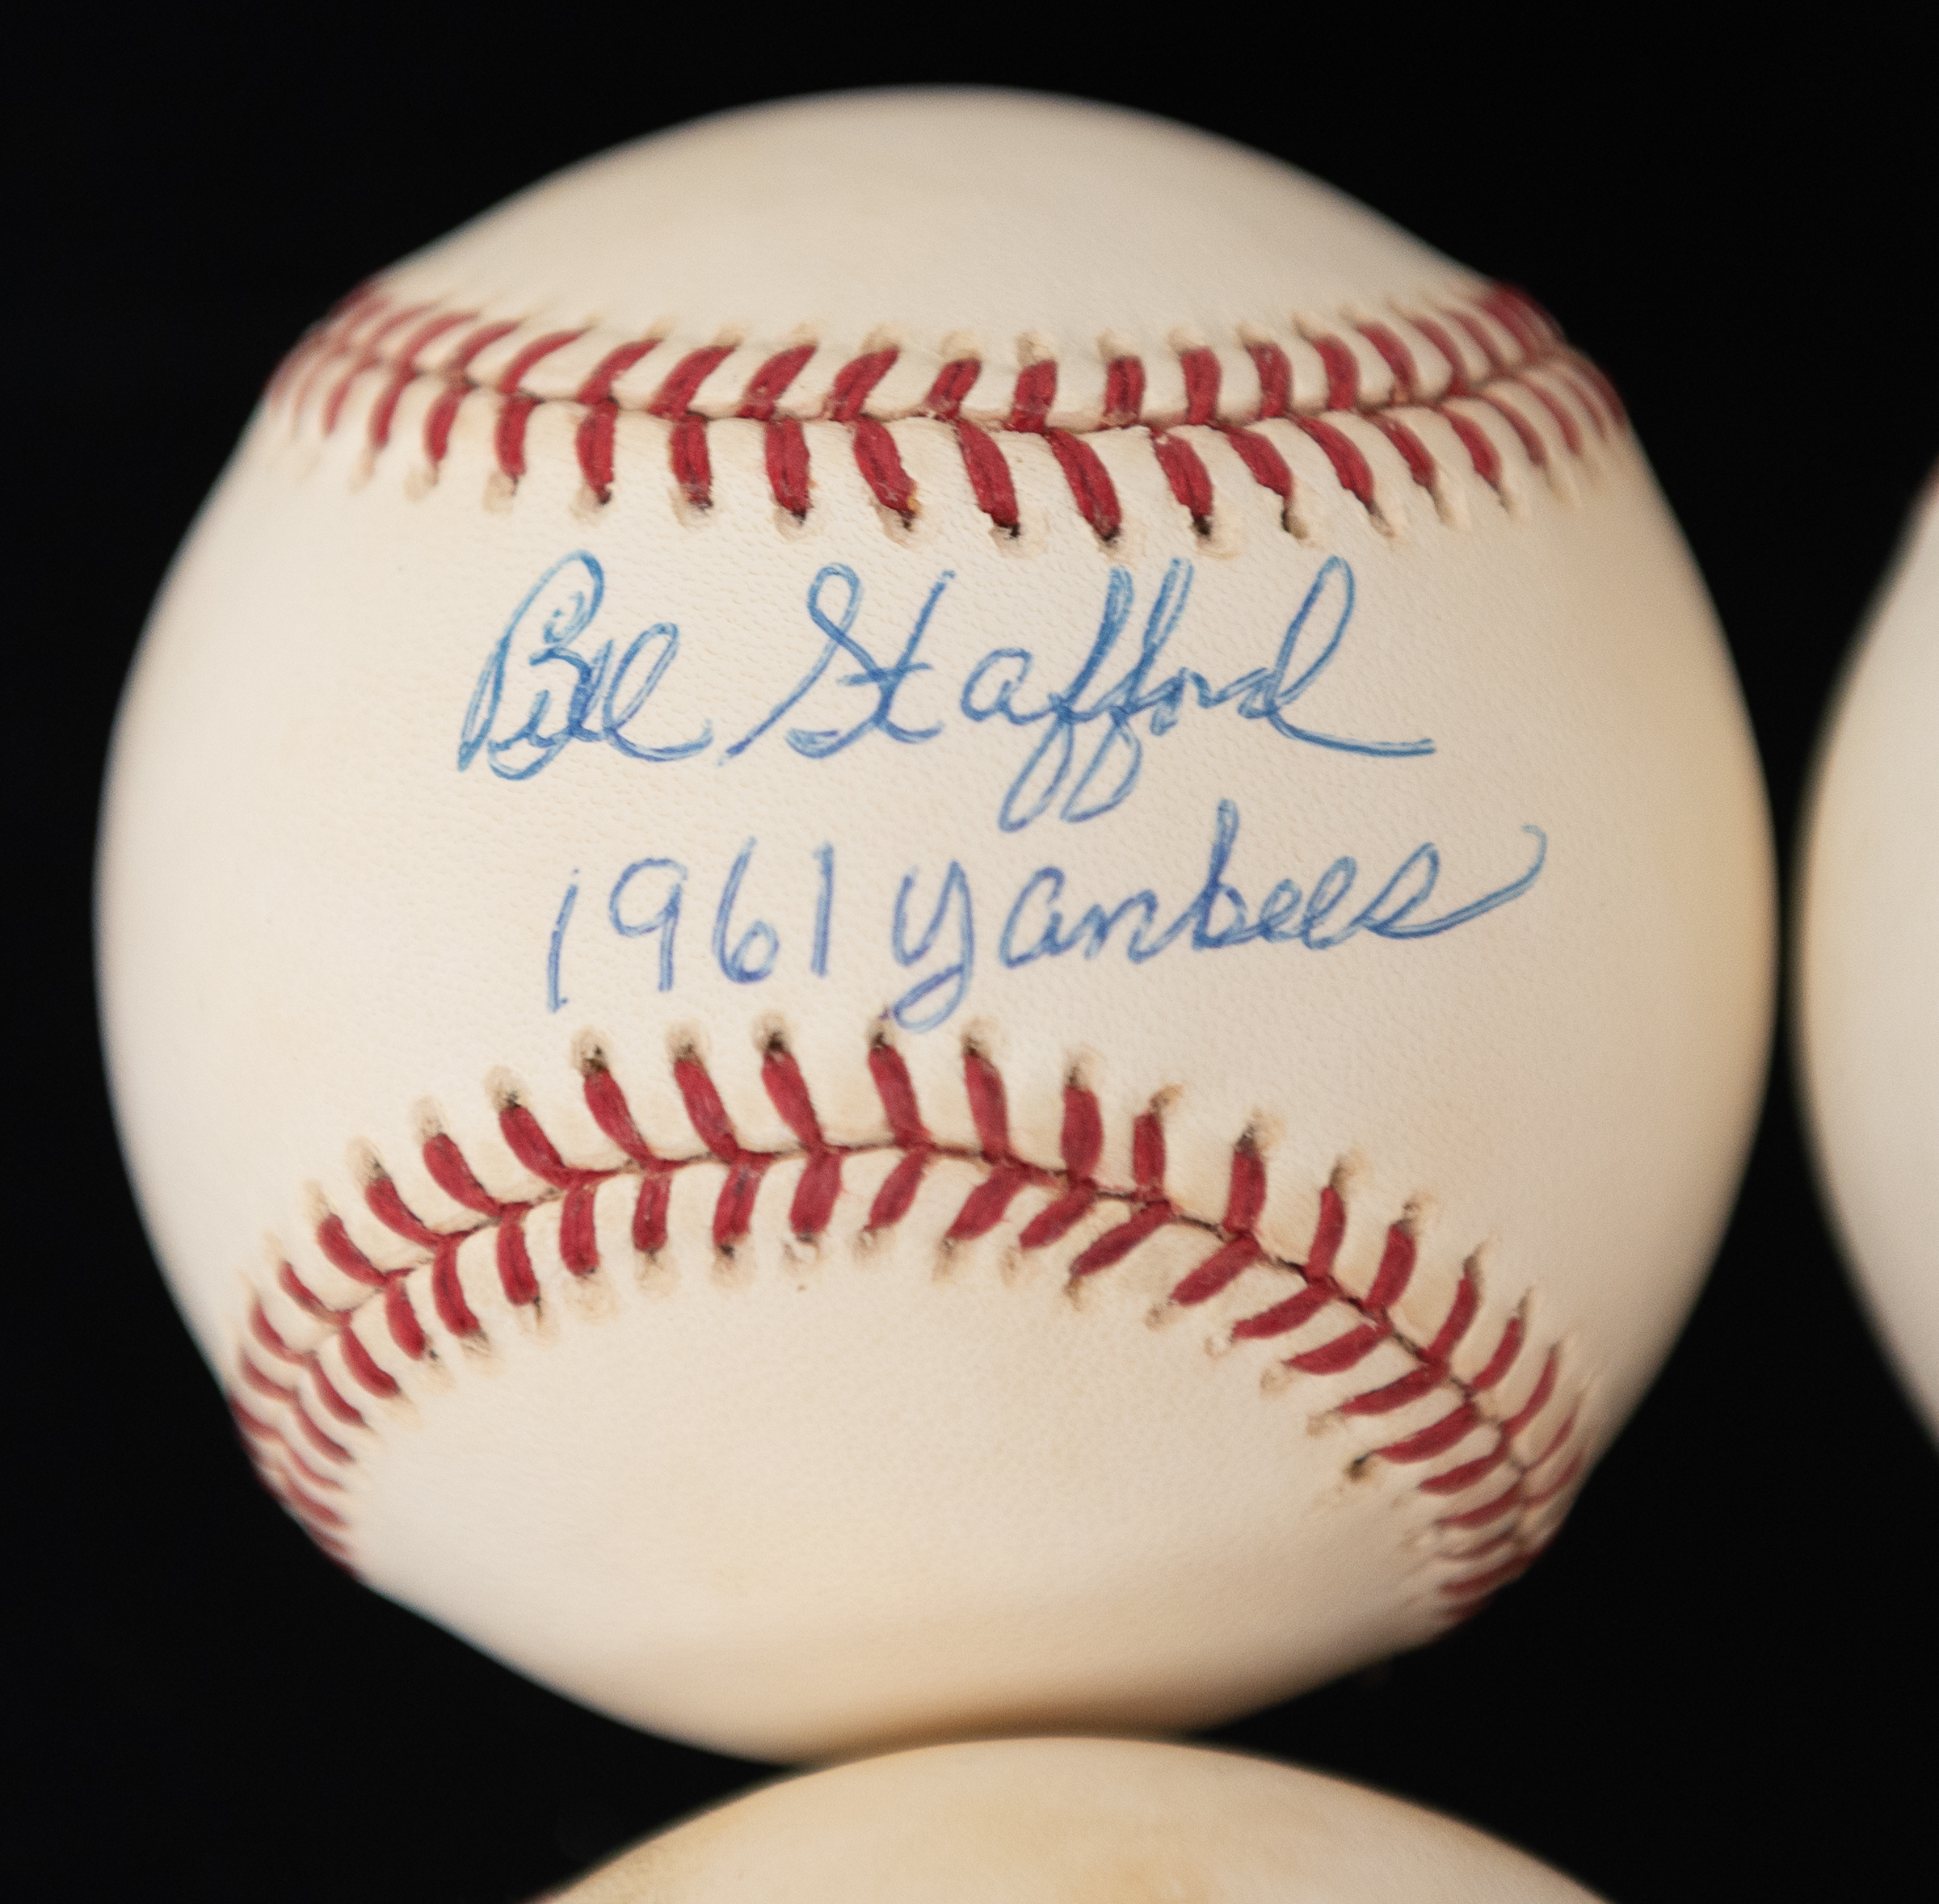 Bill Stafford
1961 Yankees